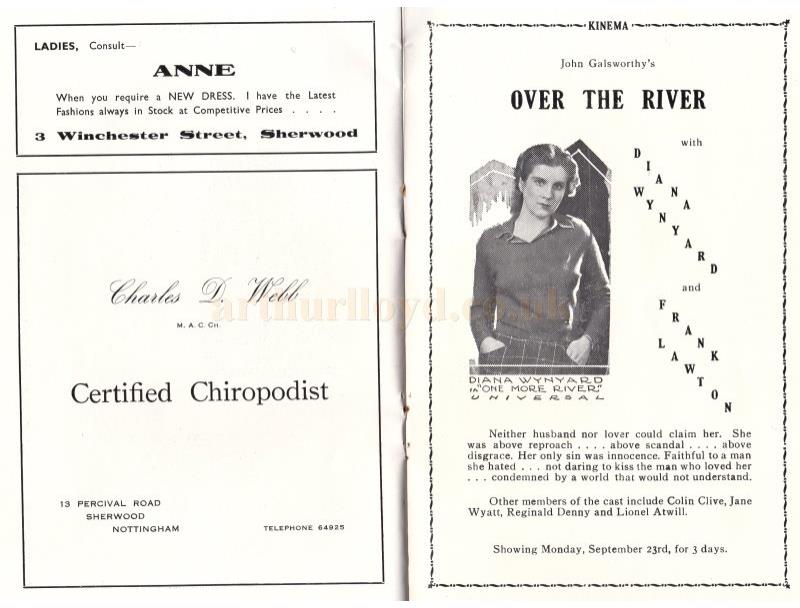 LADIES, Consult—
ANNE
When you require a NEW DRESS. I have the Latest
Fashions always in Stock at Competitive Prices . . . .
3 Winchester Street, Sherwood
Charles D. Webb
M. A. C. CH.
Certified Chiropodist
13 PERCIVAL ROAD
SHERWOOD
NOTTINGHAM
TELEPHONE 64925
arthurlloyd.co.uk
KINEMA
John Galsworthy's
OVER THE RIVER
with
DIANA
WYNYARD
and
FRANK
LAWTON
DIANA WYNYARD
in "ONE MORE RIVER"
UNIVERSAL
Neither husband nor lover could claim her. She
was above reproach . . . . above scandal . . . . above
disgrace. Her only sin was innocence. Faithful to a man
she hated . . . not daring to kiss the man who loved her
. . . condemned by a world that would not understand.
Other members of the cast include Colin Clive, Jane
Wyatt, Reginald Denny and Lionel Atwill.
Showing Monday, September 23rd, for 3 days.